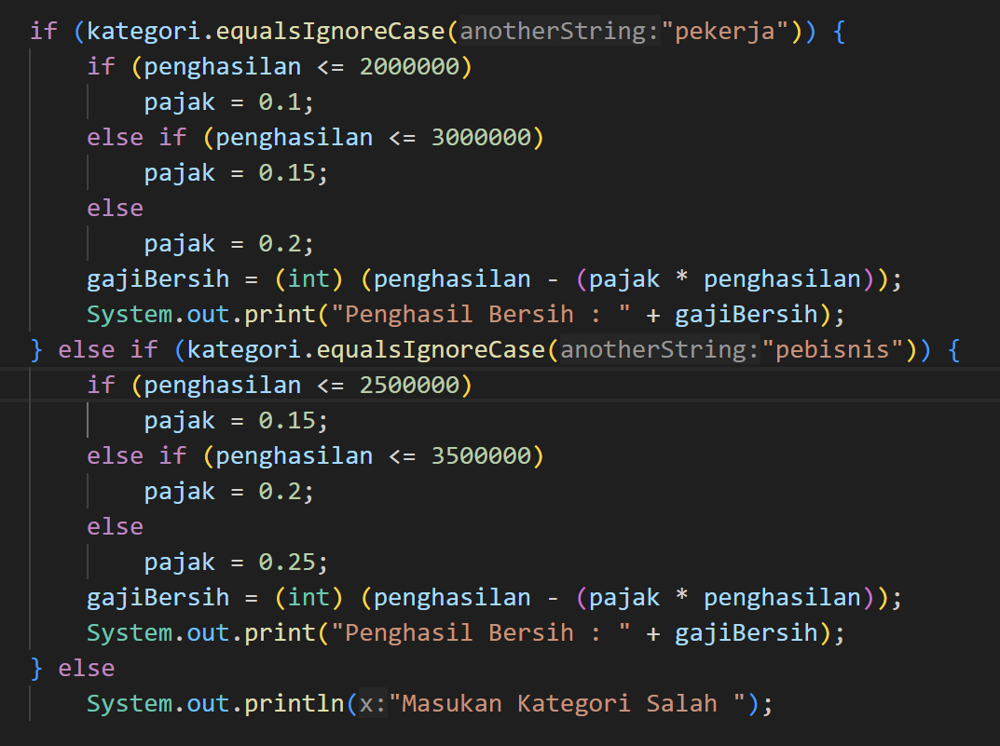 if (kategori.equalsIgnoreCase(anotherString:"pekerja")) {
    if (penghasilan <= 2000000)
        pajak = 0.1;
    else if (penghasilan <= 3000000)
        pajak = 0.15;
    else
        pajak = 0.2;
    gajiBersih = (int) (penghasilan - (pajak * penghasilan));
    System.out.print("Penghasil Bersih : " + gajiBersih);
} else if (kategori.equalsIgnoreCase(anotherString:"pebisnis")) {
    if (penghasilan <= 2500000)
        pajak = 0.15;
    else if (penghasilan <= 3500000)
        pajak = 0.2;
    else
        pajak = 0.25;
    gajiBersih = (int) (penghasilan - (pajak * penghasilan));
    System.out.print("Penghasil Bersih : " + gajiBersih);
} else
    System.out.println(x:"Masukan Kategori Salah ");